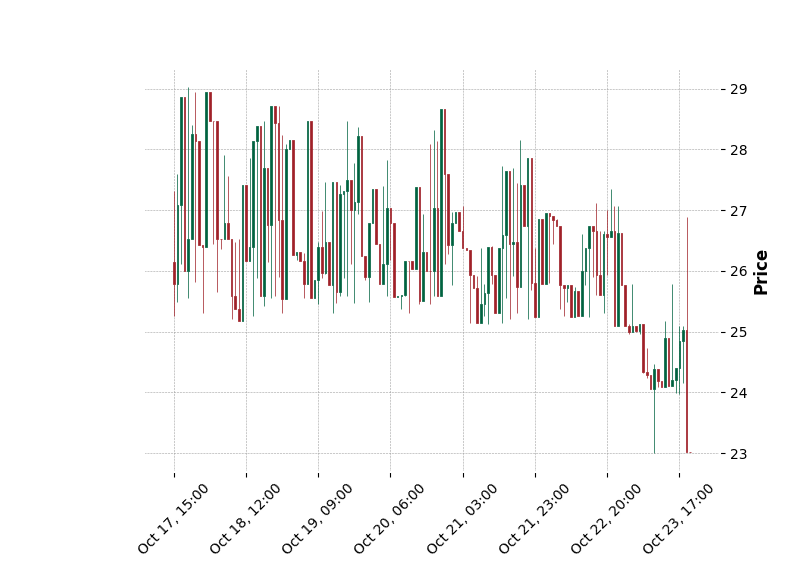 29
28
27
26
25
24
23
Price
Oct 17, 15:00
Oct 18, 12:00
Oct 19, 09:00
Oct 20, 06:00
Oct 21, 03:00
Oct 21, 23:00
Oct 22, 20:00
Oct 23, 17:00